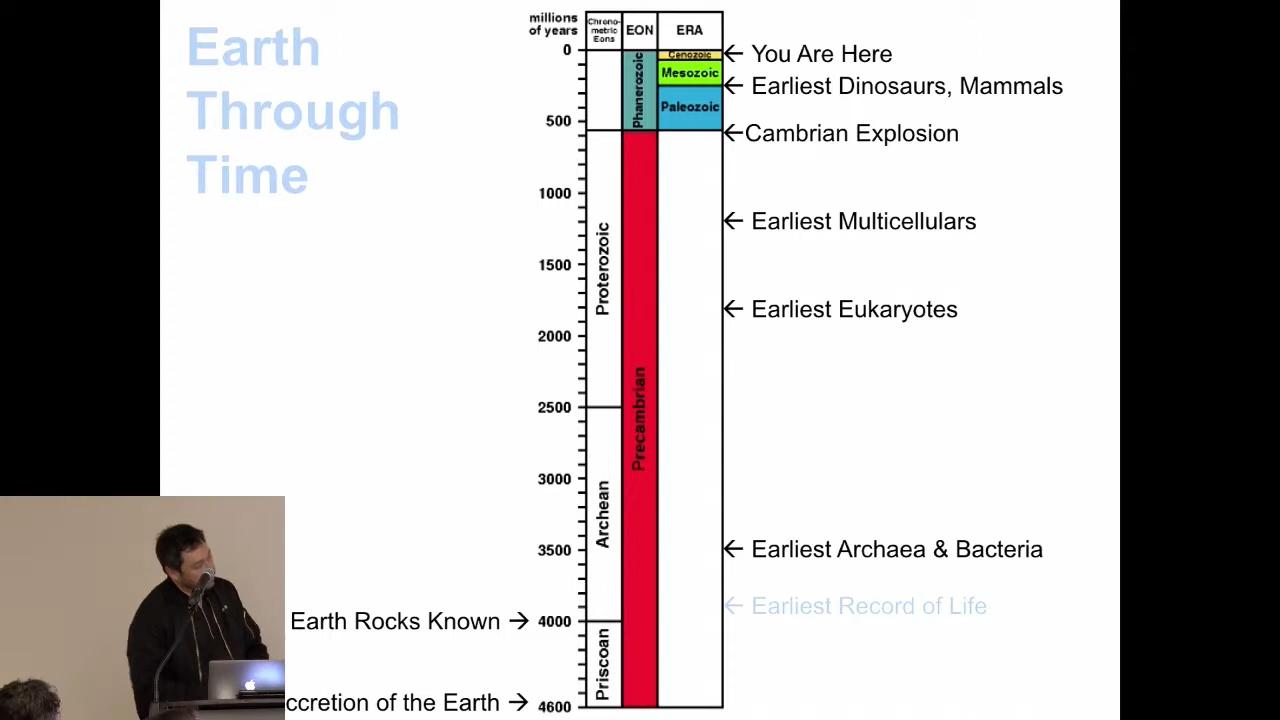 Earth
Through
Time
millions
of years
Chrono-
metric
Eons
EON
ERA
0
500
1000
1500
2000
2500
3000
3500
4000
4600
Proterozoic
Archean
Priscoan
Phanerozoic
Precambrian
Cenozoic
Mesozoic
Paleozoic
← You Are Here
← Earliest Dinosaurs, Mammals
←Cambrian Explosion
← Earliest Multicellulars
← Earliest Eukaryotes
← Earliest Archaea & Bacteria
← Earliest Record of Life
Earth Rocks Known →
ccretion of the Earth →